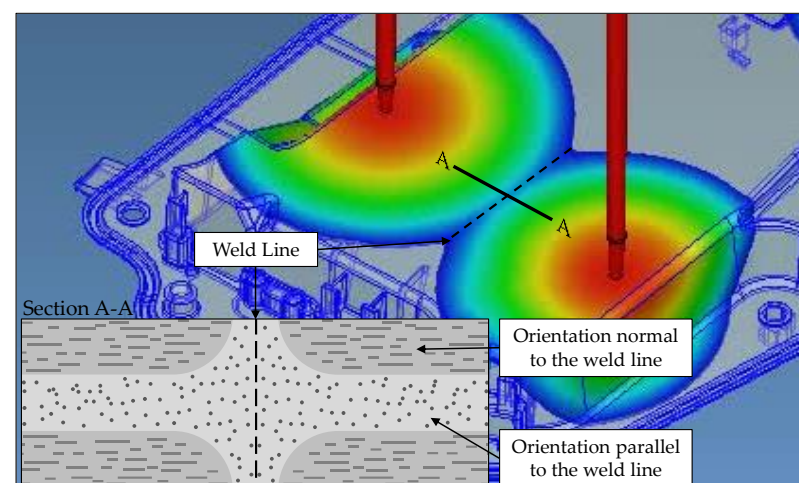 A
A
Weld Line
Section A-A
Orientation normal
to the weld line
Orientation parallel
to the weld line